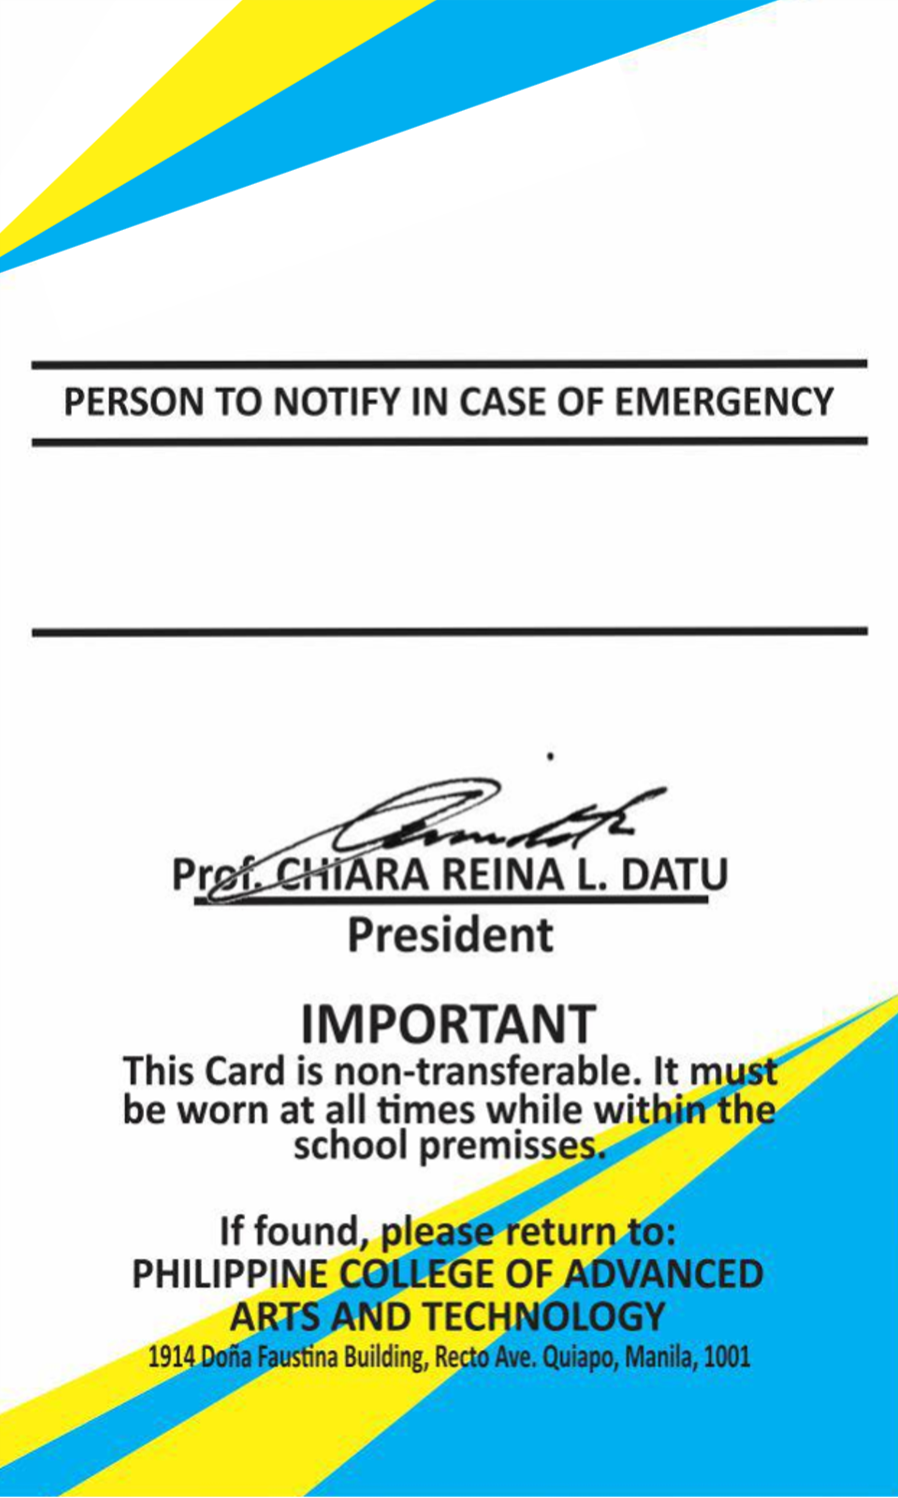 PERSON TO NOTIFY IN CASE OF EMERGENCY
Prof. CHIARA REINA L. DATU
President
IMPORTANT
This Card is non-transferable. It must
be worn at all times while within the
school premisses.
If found, please return to:
PHILIPPINE COLLEGE OF ADVANCED
ARTS AND TECHNOLOGY
1914 Doña Faustina Building, Recto Ave. Quiapo, Manila, 1001